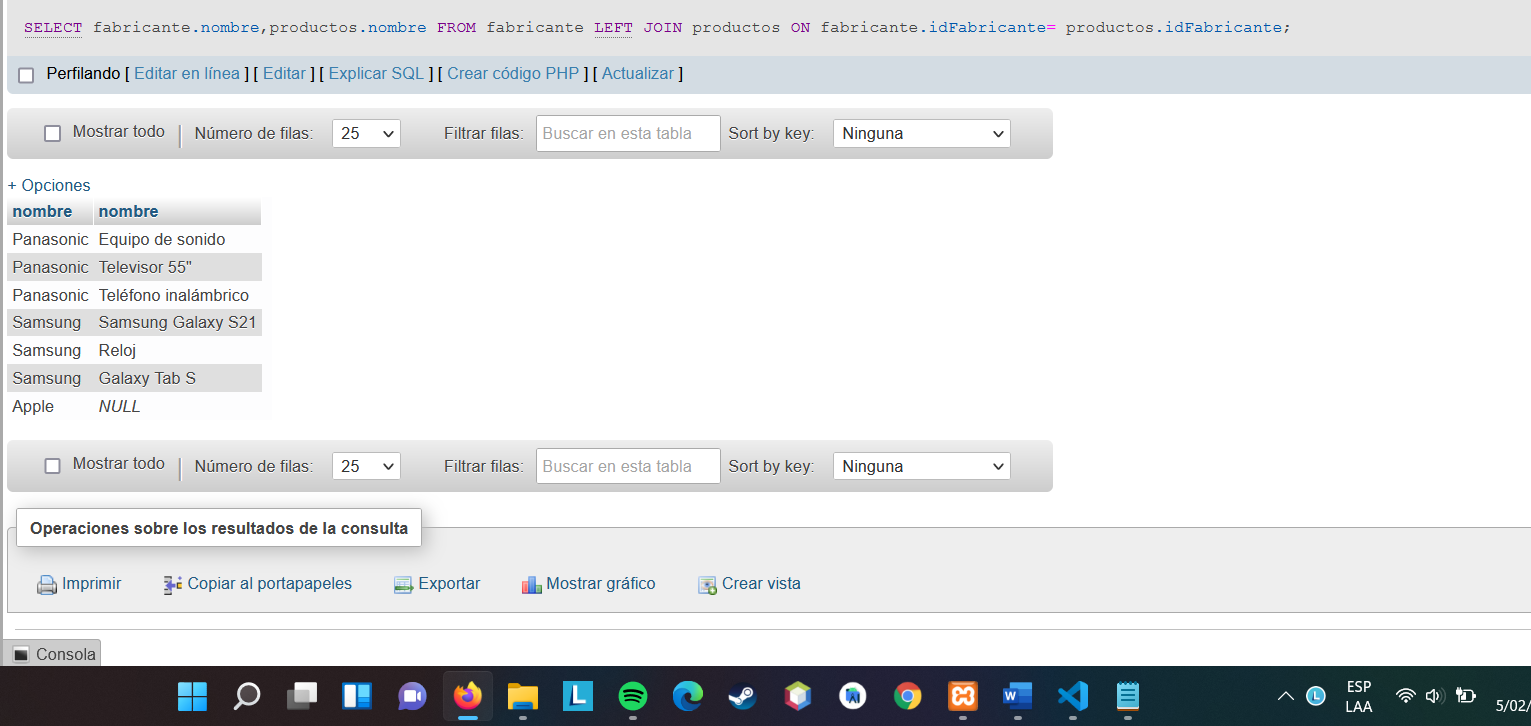 SELECT fabricante.nombre,productos.nombre FROM fabricante LEFT JOIN productos ON fabricante.idFabricante= productos.idFabricante;
Perfilando [ Editar en línea ] [ Editar ] [ Explicar SQL ] [ Crear código PHP ] [ Actualizar ]
Mostrar todo | Número de filas: 25 Filtrar filas: Buscar en esta tabla Sort by key: Ninguna
+ Opciones
nombre nombre
Panasonic Equipo de sonido
Panasonic Televisor 55"
Panasonic Teléfono inalámbrico
Samsung Samsung Galaxy S21
Samsung Reloj
Samsung Galaxy Tab S
Apple NULL
Mostrar todo | Número de filas: 25 Filtrar filas: Buscar en esta tabla Sort by key: Ninguna
Operaciones sobre los resultados de la consulta
Imprimir Copiar al portapapeles Exportar Mostrar gráfico Crear vista
Consola
L W L ESP
LAA 5/02/